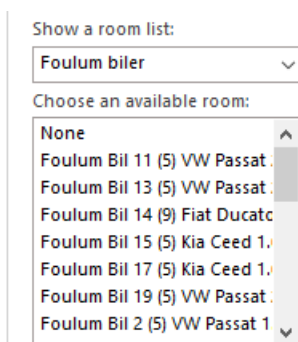 Show a room list:
Foulum biler
Choose an available room:
None
Foulum Bil 11 (5) VW Passat
Foulum Bil 13 (5) VW Passat
Foulum Bil 14 (9) Fiat Ducato
Foulum Bil 15 (5) Kia Ceed 1.
Foulum Bil 17 (5) Kia Ceed 1.
Foulum Bil 19 (5) VW Passat
Foulum Bil 2 (5) VW Passat 1